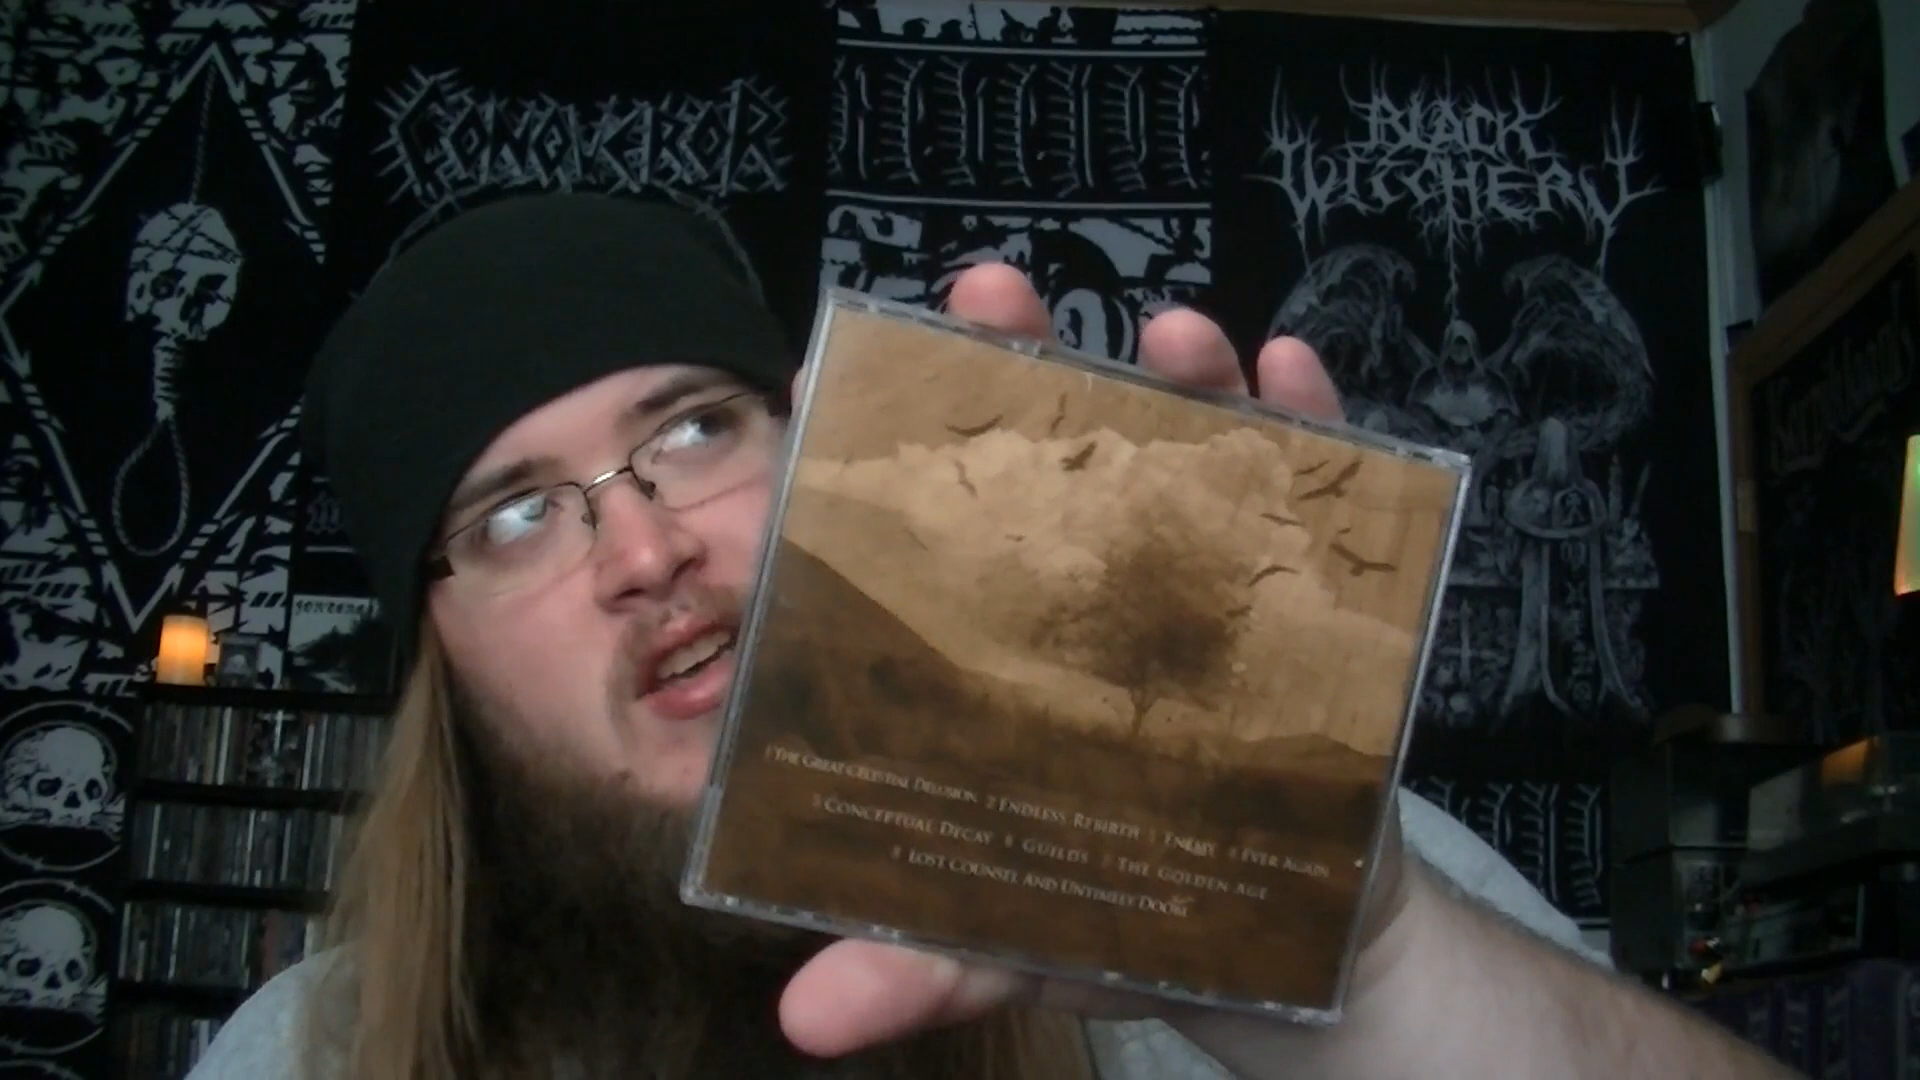 CONQUEROR
BLACK
WITCHERY
1 THE GREAT CELESTIAL DELUSION 2 ENDLESS REBIRTH 3 ENEMY 4 EVER AGAIN
5 CONCEPTUAL DECAY 6 GUILDS 7 THE GOLDEN AGE
8 LOST COUNSEL AND UNTIMELY DOOM